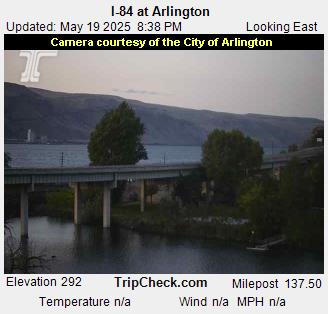 I-84 at Arlington
Updated: May 19 2025 8:38 PM Looking East
Camera courtesy of the City of Arlington
Elevation 292 TripCheck.com Milepost 137.50
Temperature n/a Wind n/a MPH n/a